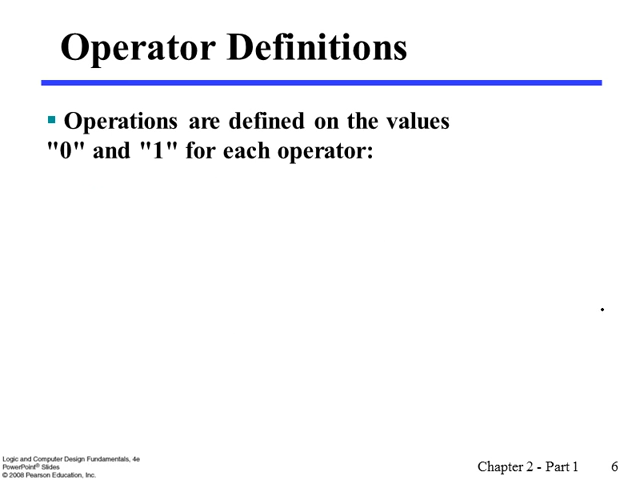 Operator Definitions
Operations are defined on the values
"0" and "1" for each operator:
Logic and Computer Design Fundamentals, 4e
PowerPoint® Slides
© 2008 Pearson Education, Inc.
Chapter 2 - Part 1 6